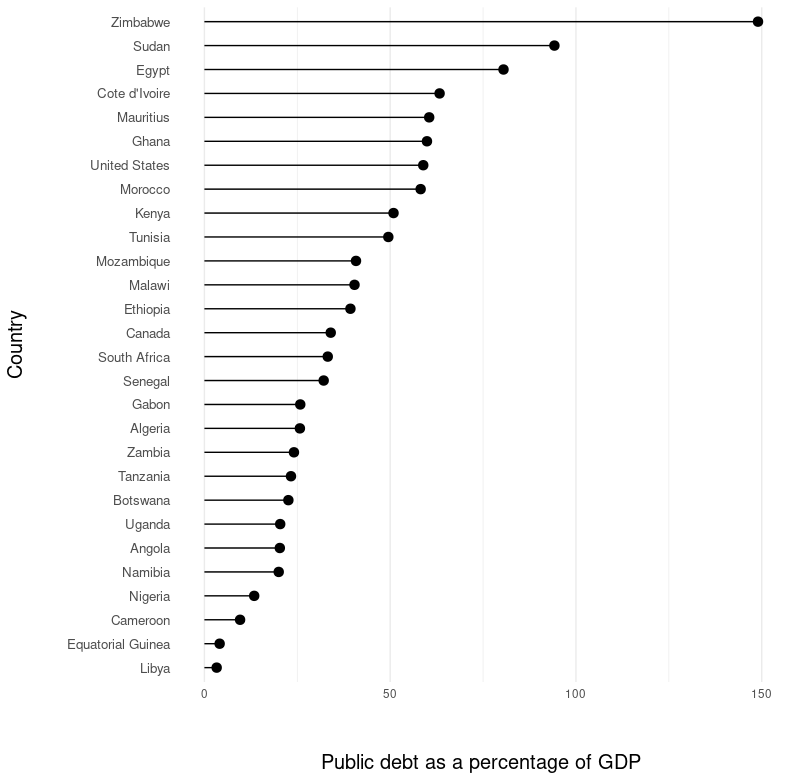 Zimbabwe
Sudan
Egypt
Cote d'Ivoire
Mauritius
Ghana
United States
Morocco
Kenya
Tunisia
Mozambique
Malawi
Ethiopia
Canada
South Africa
Senegal
Gabon
Algeria
Zambia
Tanzania
Botswana
Uganda
Angola
Namibia
Nigeria
Cameroon
Equatorial Guinea
Libya
Country
0 50 100 150
Public debt as a percentage of GDP